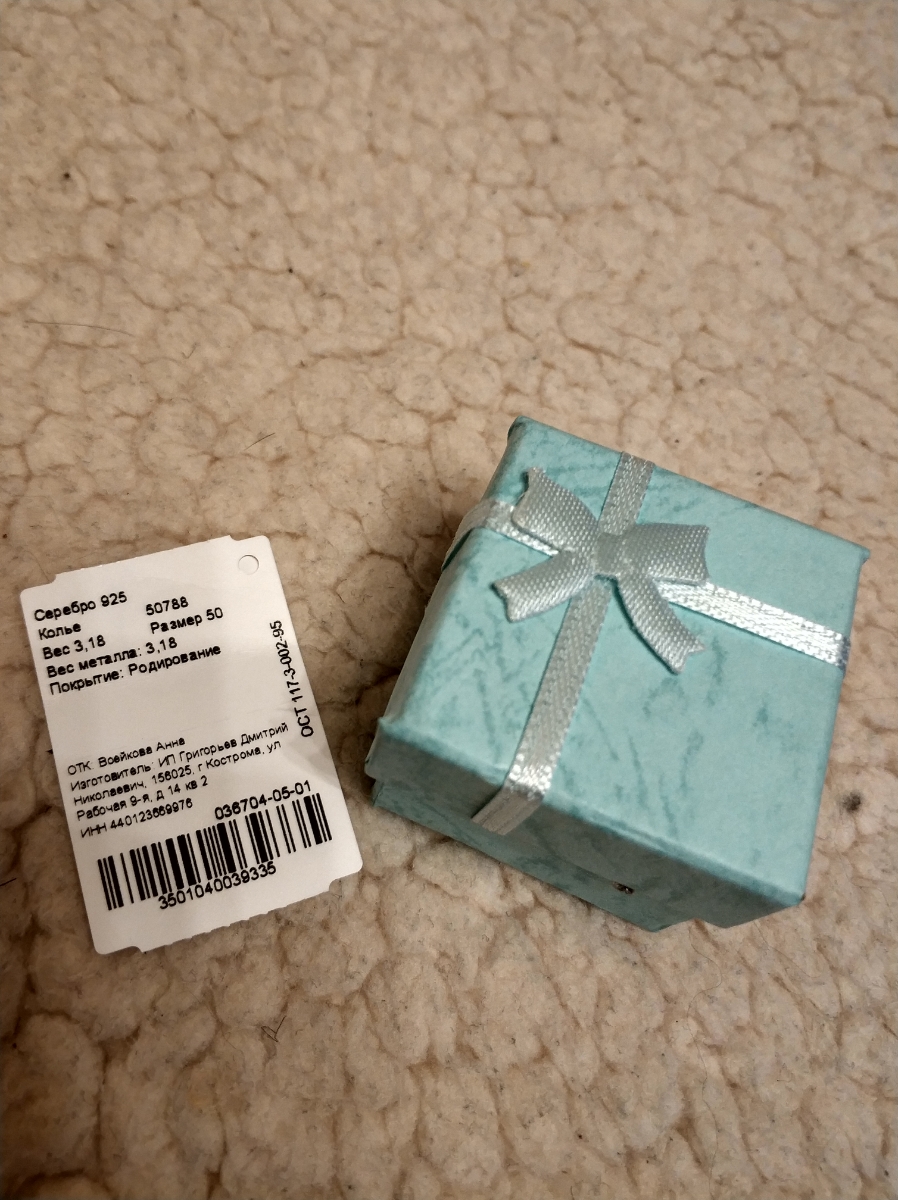 Серебро 925
Колье 50788
Вес 3,18 Размер 50
Вес металла: 3,18
Покрытие: Родирование
ОСТ 117-3-002-95
ОТК: Воейкова Анна
Изготовитель: ИП Григорьев Дмитрий
Николаевич, 156025, г Кострома, ул
Рабочая 9-я, д 14 кв 2
ИНН 440123669976
036704-05-01
3501040039335